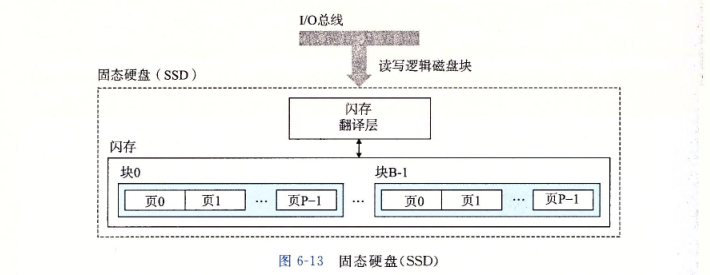 I/O总线
读写逻辑磁盘块
固态硬盘（SSD）
闪存
翻译层
闪存
块0
块B-1
页0 页1 … 页P-1 … 页0 页1 … 页P-1
图 6-13 固态硬盘(SSD)